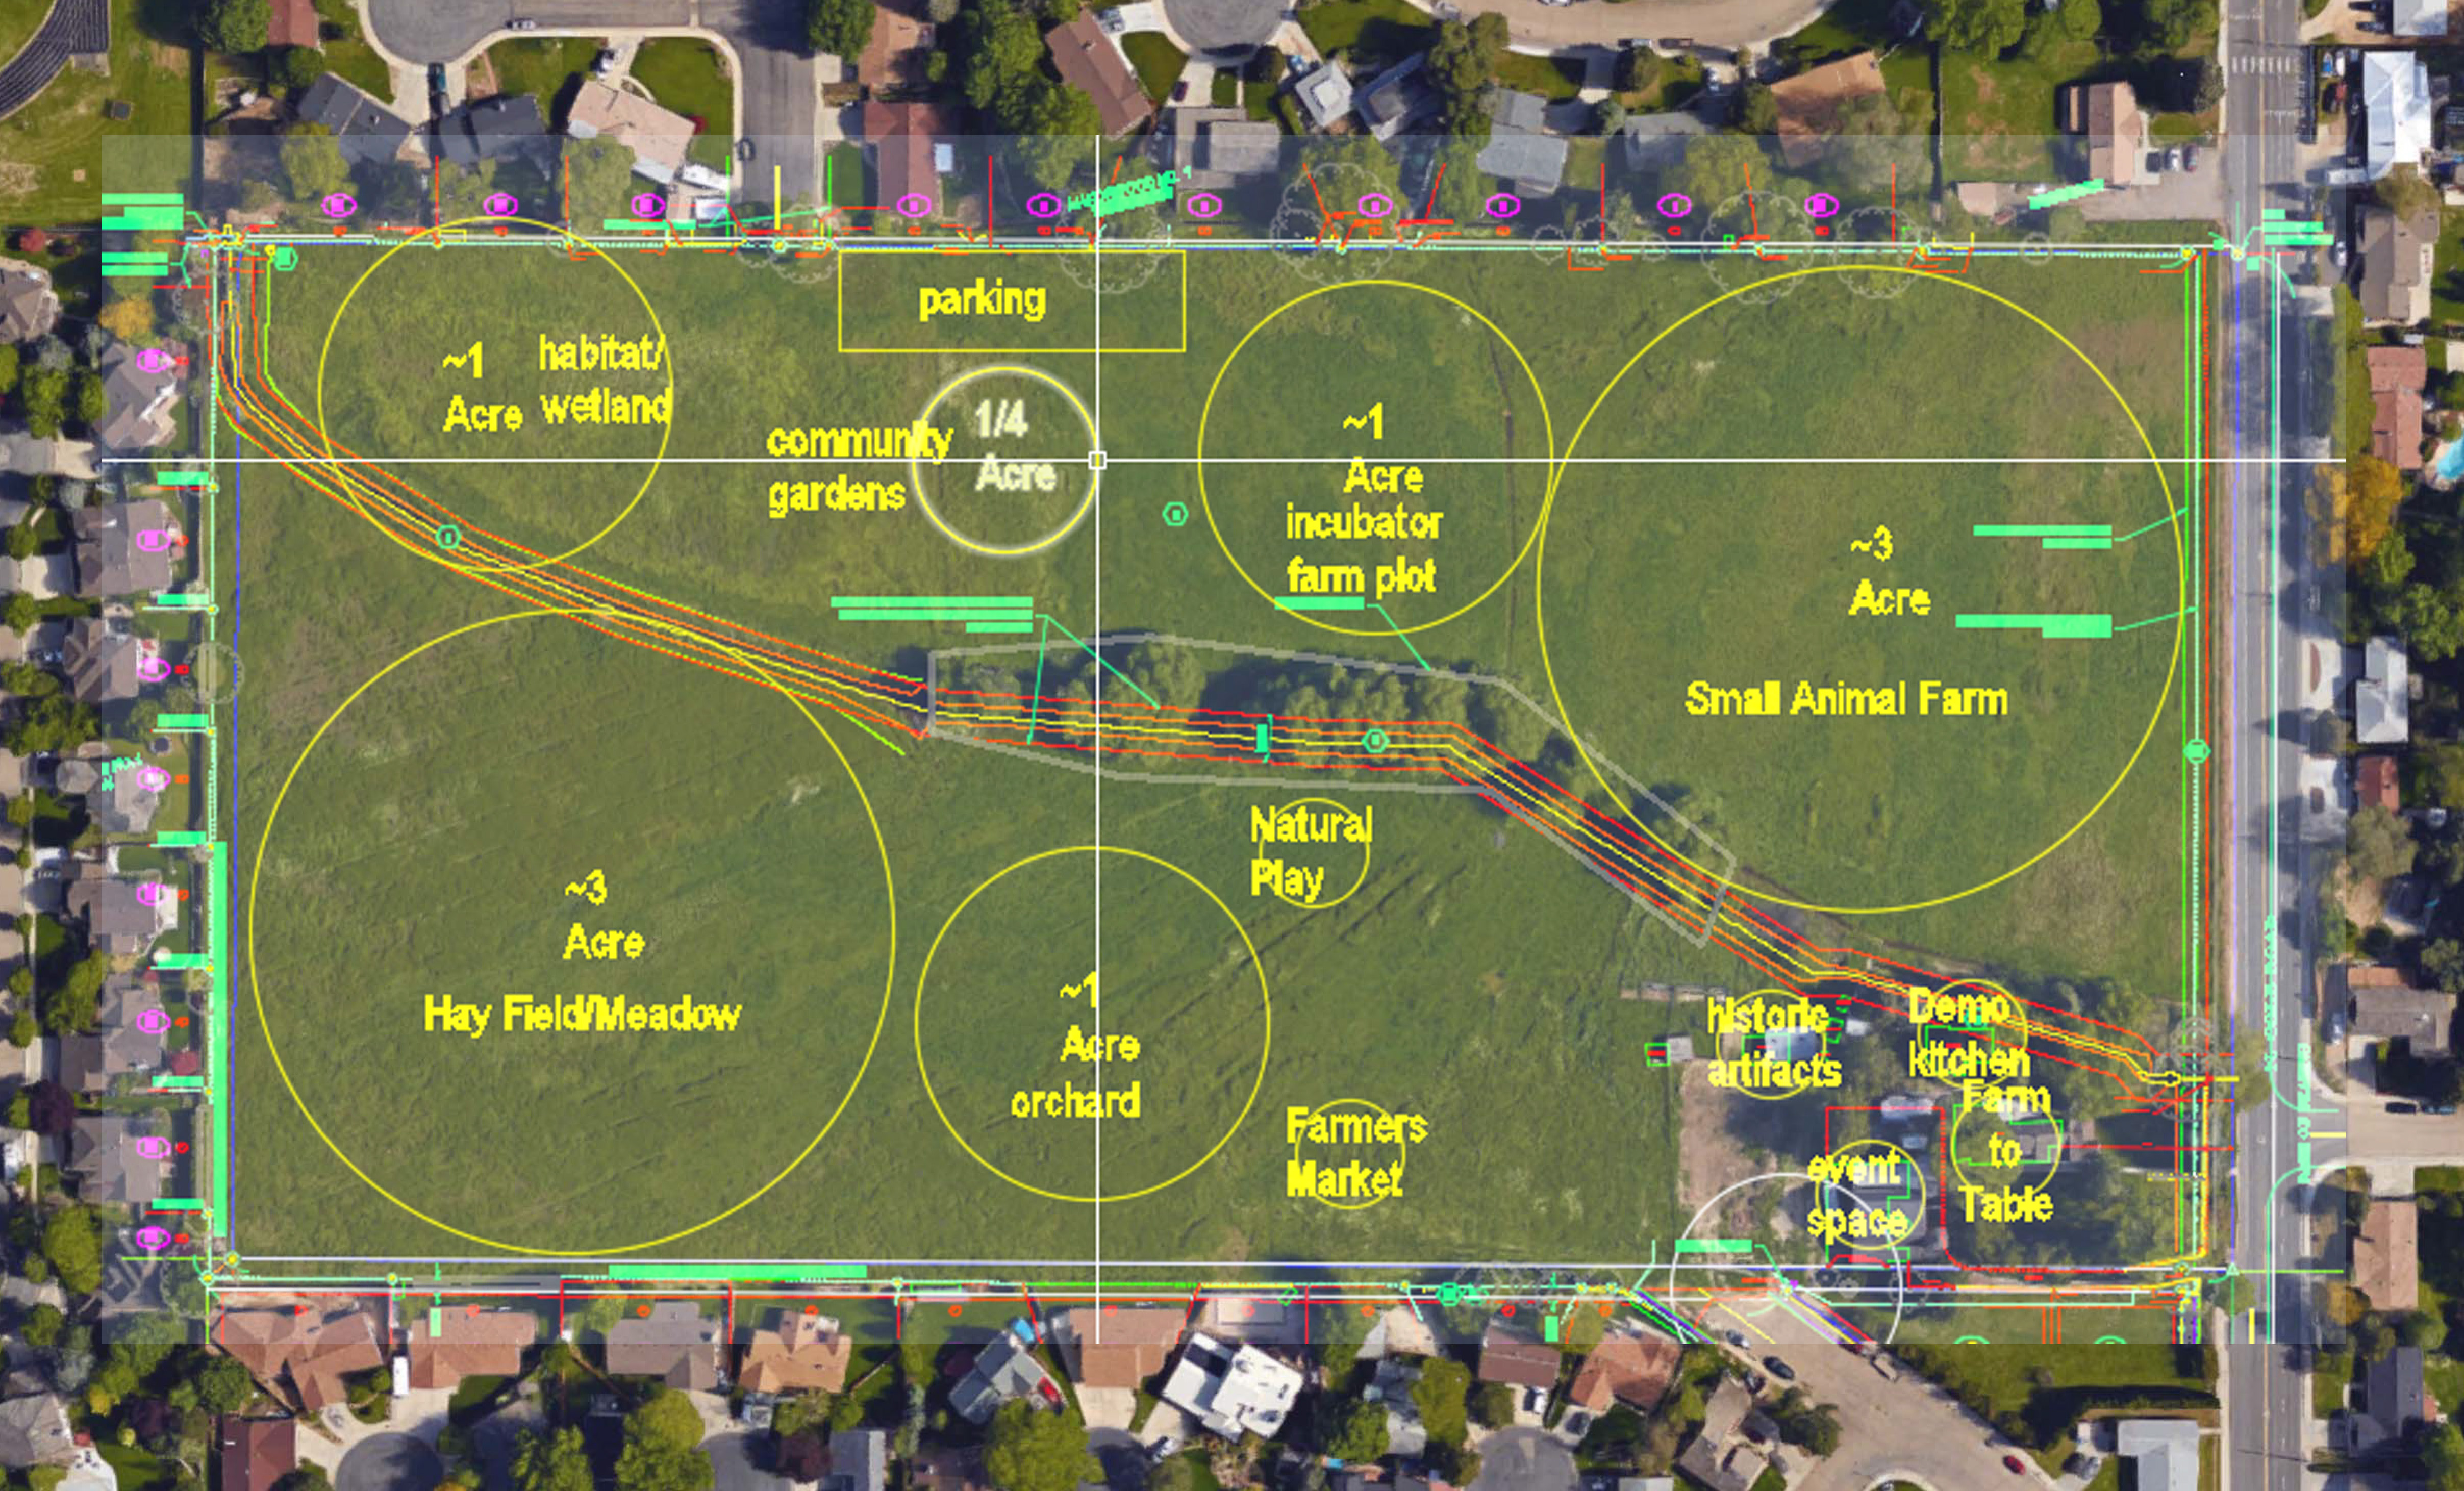 parking
~1
Acre
habitat/
wetland
community
gardens
1/4
Acre
~1
Acre
incubator
farm plot
~3
Acre
Small Animal Farm
Natural
Play
~3
Acre
Hay Field/Meadow
~1
Acre
orchard
Farmers
Market
historic
artifacts
Demo
kitchen
Farm
to
Table
event
space